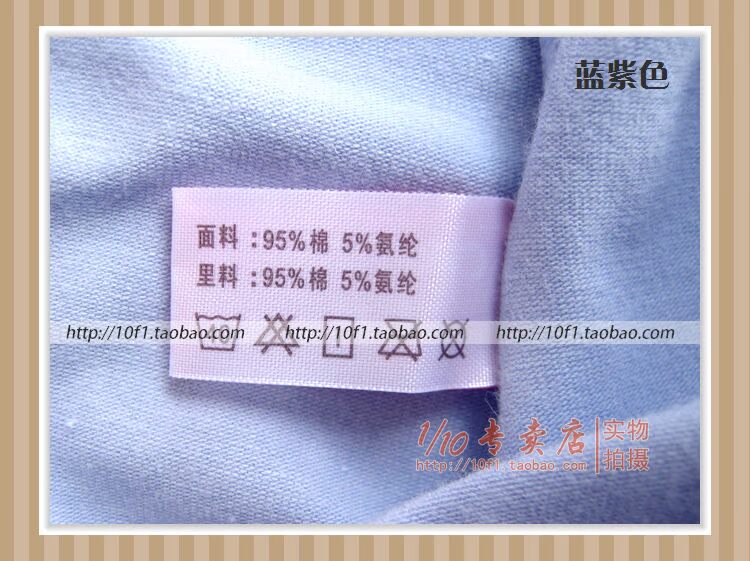 蓝紫色
面料:95%棉 5%氨纶
里料:95%棉 5%氨纶
http://10f1.taobao.com/ http://10f1.taobao.com/ http://10f1.taobao.com/
1/10专卖店 实物
http://10f1.taobao.com/ 拍摄